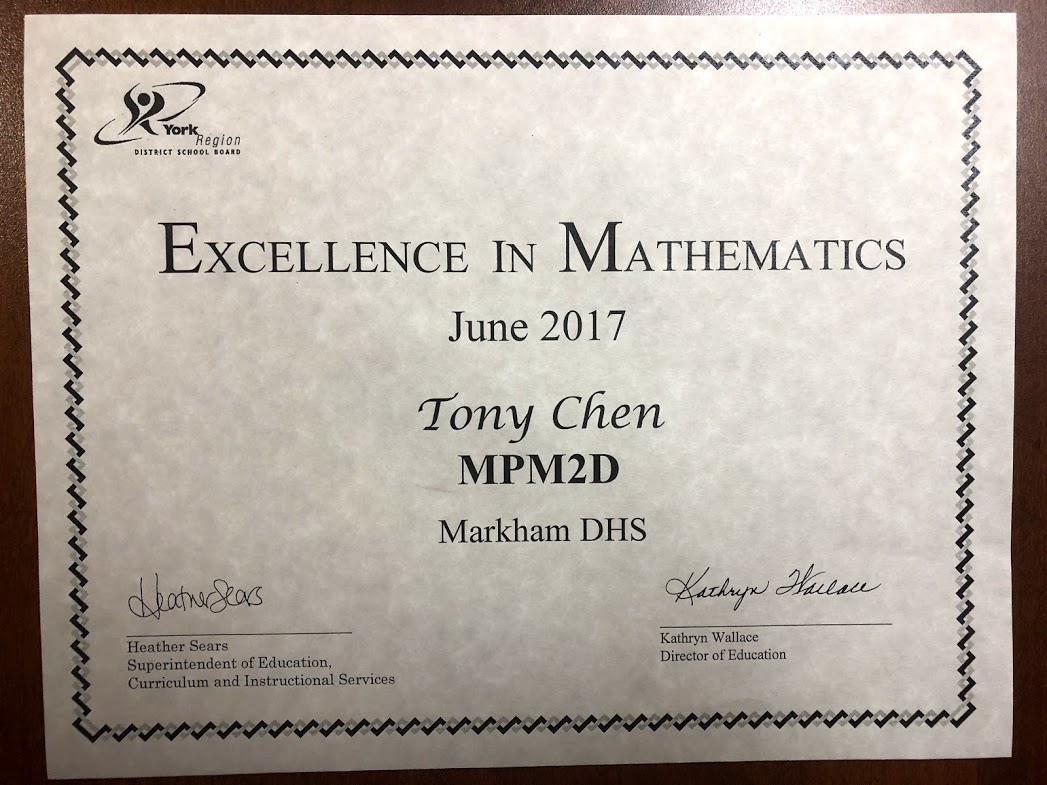 York
Region
DISTRICT SCHOOL BOARD
EXCELLENCE IN MATHEMATICS
June 2017
Tony Chen
MPM2D
Markham DHS
Heather Sears
Heather Sears
Superintendent of Education,
Curriculum and Instructional Services
Kathryn Wallace
Kathryn Wallace
Director of Education